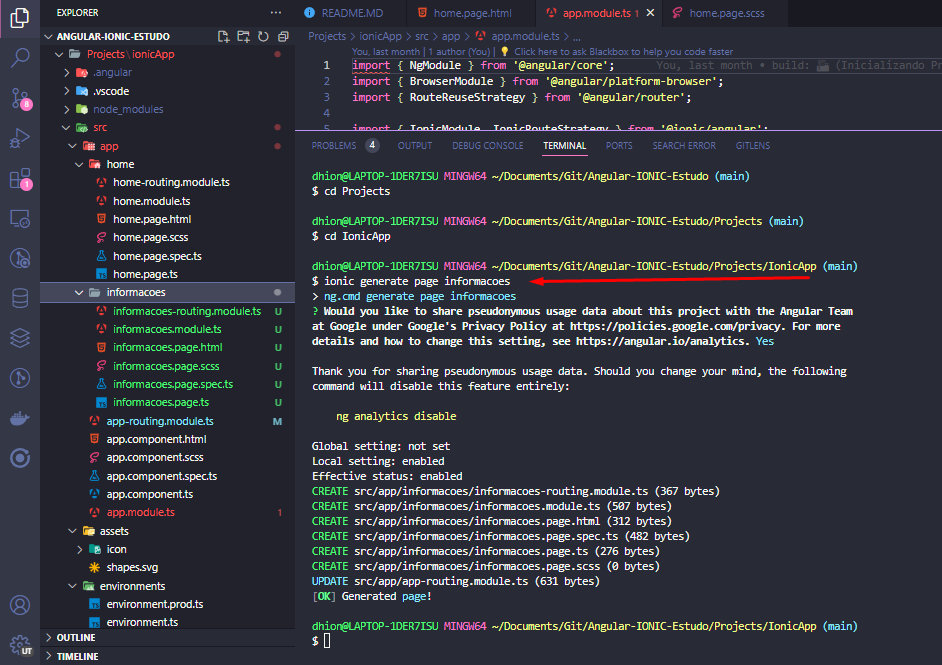 EXPLORER
ANGULAR-IONIC-ESTUDO
Projects \ ionicApp
.angular
.vscode
node_modules
src
app
home
home-routing.module.ts
home.module.ts
home.page.html
home.page.scss
home.page.spec.ts
home.page.ts
informacoes
informacoes-routing.module.ts U
informacoes.module.ts U
informacoes.page.html U
informacoes.page.scss U
informacoes.page.spec.ts U
informacoes.page.ts U
app-routing.module.ts M
app.component.html
app.component.scss
app.component.spec.ts
app.component.ts
app.module.ts 1
assets
icon
shapes.svg
environments
environment.prod.ts
environment.ts
OUTLINE
TIMELINE
8
1
UT
README.MD home.page.html app.module.ts 1 home.page.scss
Projects > ionicApp > src > app > app.module.ts > ...
You, last month | 1 author (You) | Click here to ask Blackbox to help you code faster
1 import { NgModule } from '@angular/core'; You, last month • build: (Inicializando Pr
2 import { BrowserModule } from '@angular/platform-browser';
3 import { RouteReuseStrategy } from '@angular/router';
4
5 import { IonicModule, IonicRouteStrategy } from '@ionic/angular';
PROBLEMS 4 OUTPUT DEBUG CONSOLE TERMINAL PORTS SEARCH ERROR GITLENS
dhion@LAPTOP-1DER7ISU MINGW64 ~/Documents/Git/Angular-IONIC-Estudo (main)
$ cd Projects
dhion@LAPTOP-1DER7ISU MINGW64 ~/Documents/Git/Angular-IONIC-Estudo/Projects (main)
$ cd IonicApp
dhion@LAPTOP-1DER7ISU MINGW64 ~/Documents/Git/Angular-IONIC-Estudo/Projects/IonicApp (main)
$ ionic generate page informacoes
> ng.cmd generate page informacoes
? Would you like to share pseudonymous usage data about this project with the Angular Team
at Google under Google's Privacy Policy at https://policies.google.com/privacy. For more
details and how to change this setting, see https://angular.io/analytics. Yes
Thank you for sharing pseudonymous usage data. Should you change your mind, the following
command will disable this feature entirely:
ng analytics disable
Global setting: not set
Local setting: enabled
Effective status: enabled
CREATE src/app/informacoes/informacoes-routing.module.ts (367 bytes)
CREATE src/app/informacoes/informacoes.module.ts (507 bytes)
CREATE src/app/informacoes/informacoes.page.html (312 bytes)
CREATE src/app/informacoes/informacoes.page.spec.ts (482 bytes)
CREATE src/app/informacoes/informacoes.page.ts (276 bytes)
CREATE src/app/informacoes/informacoes.page.scss (0 bytes)
UPDATE src/app/app-routing.module.ts (631 bytes)
[OK] Generated page!
dhion@LAPTOP-1DER7ISU MINGW64 ~/Documents/Git/Angular-IONIC-Estudo/Projects/IonicApp (main)
$